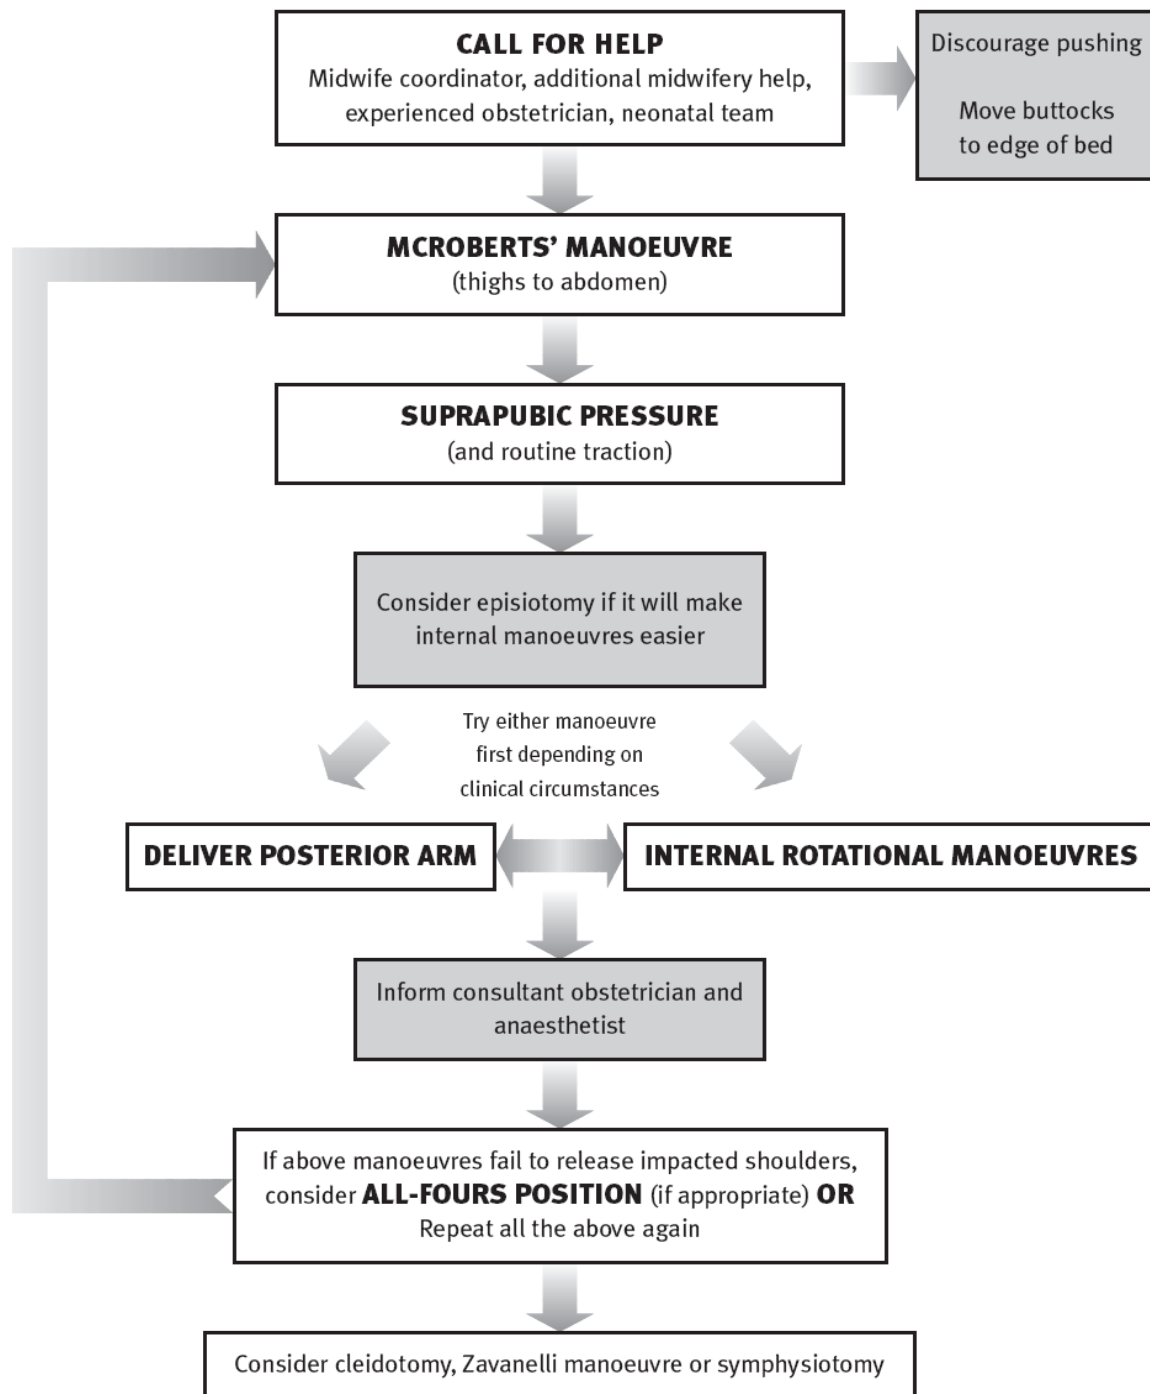 CALL FOR HELP
Midwife coordinator, additional midwifery help,
experienced obstetrician, neonatal team
Discourage pushing
Move buttocks
to edge of bed
MCROBERTS’ MANOEUVRE
(thighs to abdomen)
SUPRAPUBIC PRESSURE
(and routine traction)
Consider episiotomy if it will make
internal manoeuvres easier
Try either manoeuvre
first depending on
clinical circumstances
DELIVER POSTERIOR ARM
INTERNAL ROTATIONAL MANOEUVRES
Inform consultant obstetrician and
anaesthetist
If above manoeuvres fail to release impacted shoulders,
consider ALL-FOURS POSITION (if appropriate) OR
Repeat all the above again
Consider cleidotomy, Zavanelli manoeuvre or symphysiotomy